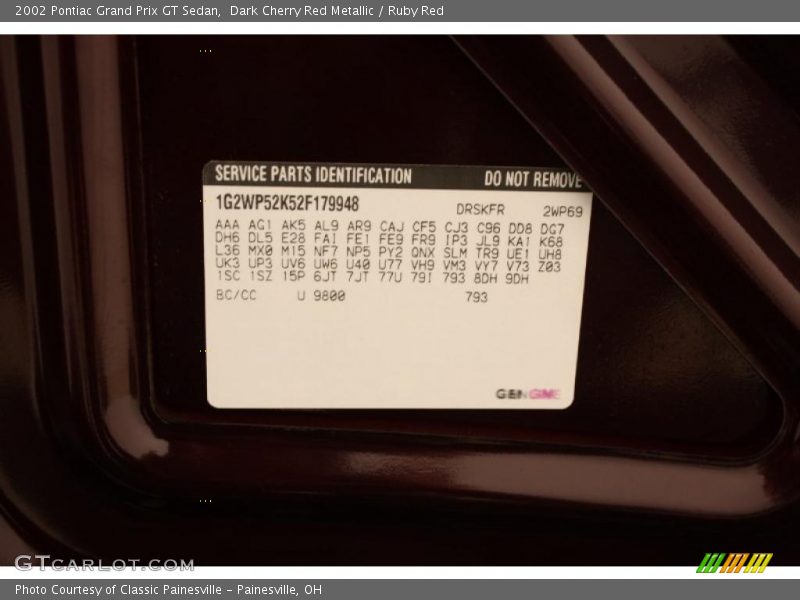 2002 Pontiac Grand Prix GT Sedan, Dark Cherry Red Metallic / Ruby Red
SERVICE PARTS IDENTIFICATION DO NOT REMOVE
1G2WP52K52F179948 DRSKFR 2WP69
AAA AG1 AK5 AL9 AR9 CAJ CF5 CJ3 C96 DD8 DG7
DH6 DL5 E28 FA1 FE1 FE9 FR9 IP3 JL9 KA1 K68
L36 MX0 M15 NF7 NP5 PY2 QNX SLM TR9 UE1 UH8
UK3 UP3 UV6 UW6 U40 U77 VH9 VM3 VY7 V73 Z03
1SC 1SZ 15P 6JT 7JT 77U 79I 793 8DH 9DH
BC/CC U 9800 793
GTCARLOT.COM
Photo Courtesy of Classic Painesville - Painesville, OH